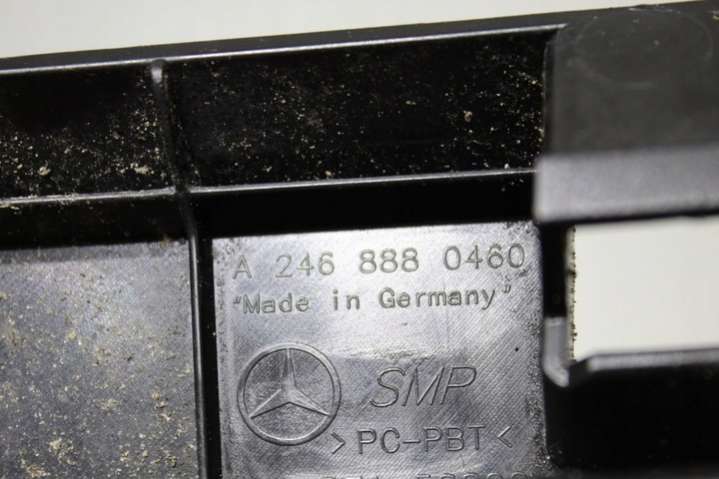 A 246 888 0460
"Made in Germany"
SMP
>PC-PBT<